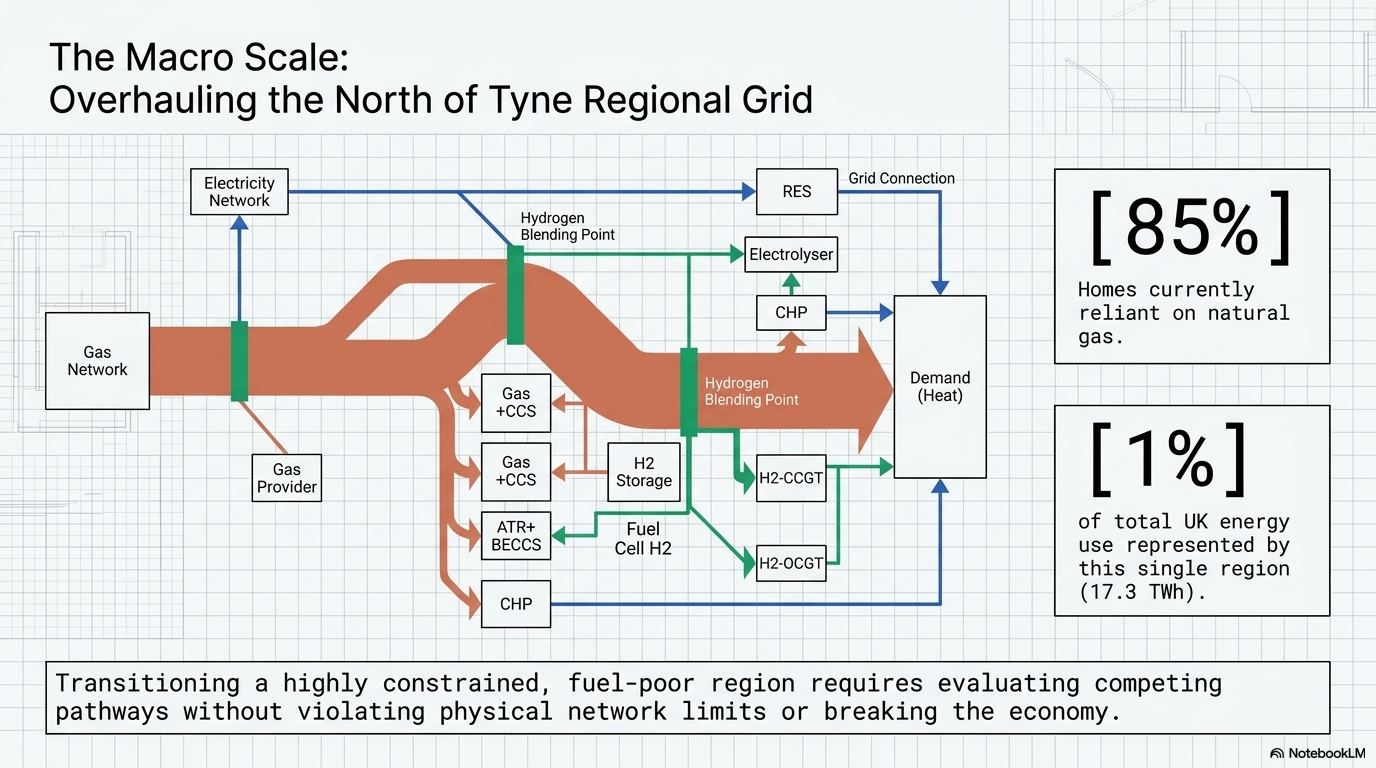 The Macro Scale:
Overhauling the North of Tyne Regional Grid
Electricity
Network
RES
Grid Connection
Hydrogen
Blending Point
Electrolyser
CHP
Gas
Network
Hydrogen
Blending Point
Demand
(Heat)
Gas
+CCS
Gas
Provider
Gas
+CCS
H2
Storage
H2-CCGT
ATR+
BECCS
Fuel
Cell H2
H2-OCGT
CHP
[85%]
Homes currently
reliant on natural
gas.
[1%]
of total UK energy
use represented by
this single region
(17.3 TWh).
Transitioning a highly constrained, fuel-poor region requires evaluating competing
pathways without violating physical network limits or breaking the economy.
NotebookLM